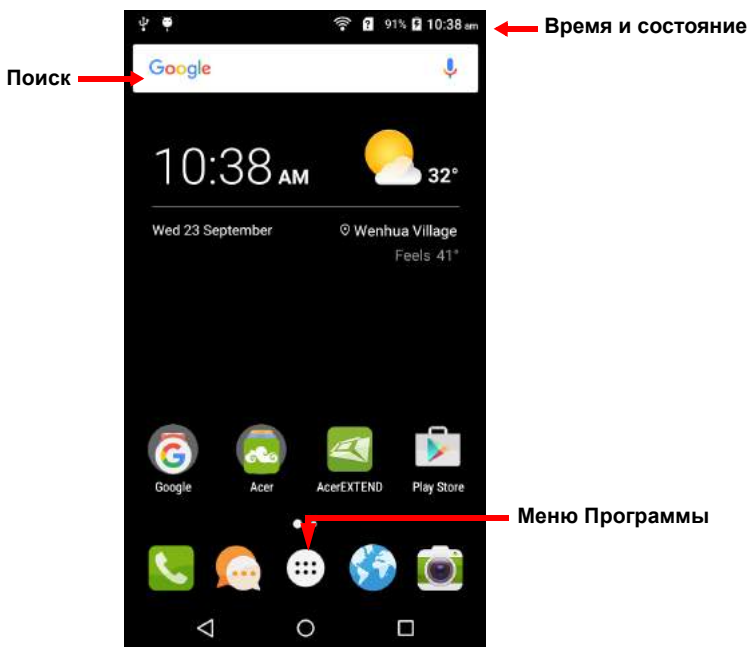 91% 10:38 am
Время и состояние
Google
Поиск
10:38 AM
32°
Wed 23 September
Wenhua Village
Feels 41°
Google
Acer
AcerEXTEND
Play Store
Меню Программы